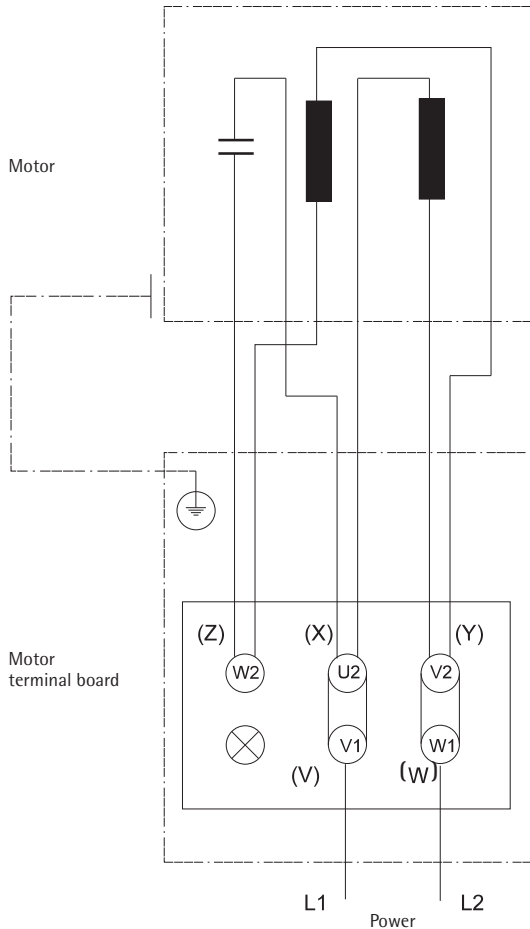 Motor
(Z) (X) (Y)
W2 U2 V2
Motor
terminal board
V1 W1
(V) (W)
L1 L2
Power